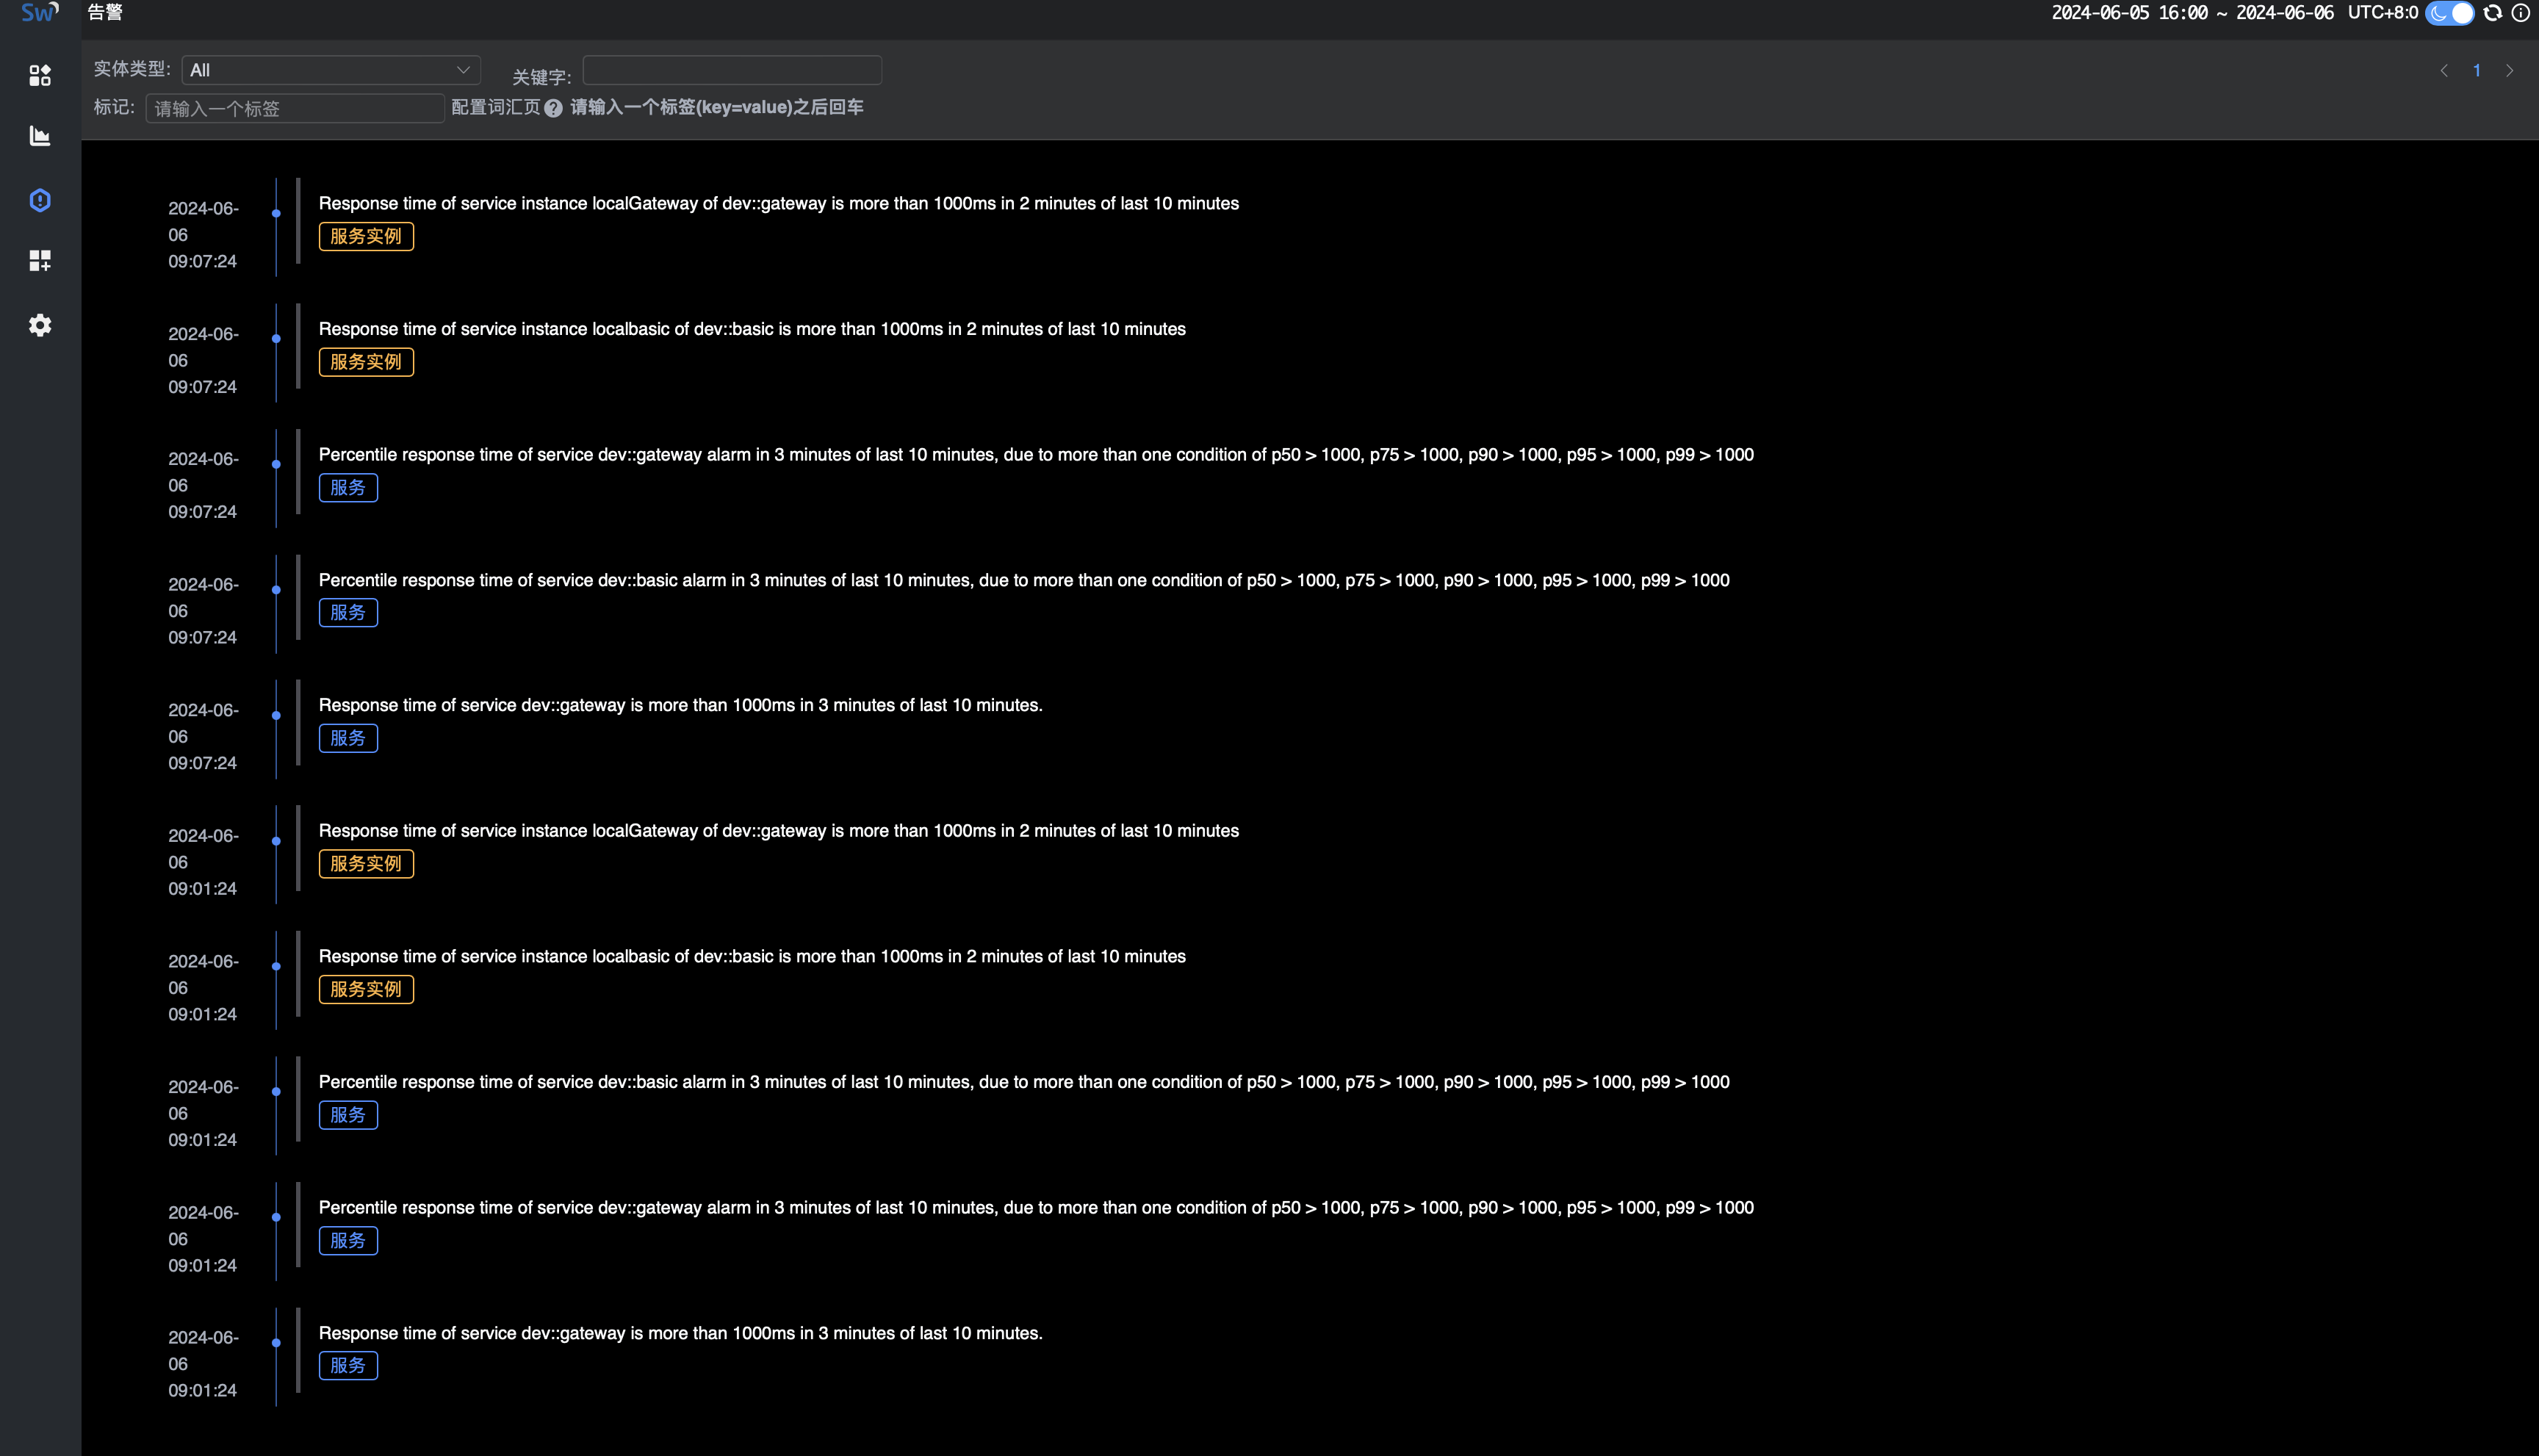 Sw
告警
2024-06-05 16:00 ~ 2024-06-06
UTC+8:0
实体类型:
All
关键字:
1
标记:
请输入一个标签
配置词汇页
请输入一个标签(key=value)之后回车
2024-06-
06
09:07:24
Response time of service instance localGateway of dev::gateway is more than 1000ms in 2 minutes of last 10 minutes
服务实例
2024-06-
06
09:07:24
Response time of service instance localbasic of dev::basic is more than 1000ms in 2 minutes of last 10 minutes
服务实例
2024-06-
06
09:07:24
Percentile response time of service dev::gateway alarm in 3 minutes of last 10 minutes, due to more than one condition of p50 > 1000, p75 > 1000, p90 > 1000, p95 > 1000, p99 > 1000
服务
2024-06-
06
09:07:24
Percentile response time of service dev::basic alarm in 3 minutes of last 10 minutes, due to more than one condition of p50 > 1000, p75 > 1000, p90 > 1000, p95 > 1000, p99 > 1000
服务
2024-06-
06
09:07:24
Response time of service dev::gateway is more than 1000ms in 3 minutes of last 10 minutes.
服务
2024-06-
06
09:01:24
Response time of service instance localGateway of dev::gateway is more than 1000ms in 2 minutes of last 10 minutes
服务实例
2024-06-
06
09:01:24
Response time of service instance localbasic of dev::basic is more than 1000ms in 2 minutes of last 10 minutes
服务实例
2024-06-
06
09:01:24
Percentile response time of service dev::basic alarm in 3 minutes of last 10 minutes, due to more than one condition of p50 > 1000, p75 > 1000, p90 > 1000, p95 > 1000, p99 > 1000
服务
2024-06-
06
09:01:24
Percentile response time of service dev::gateway alarm in 3 minutes of last 10 minutes, due to more than one condition of p50 > 1000, p75 > 1000, p90 > 1000, p95 > 1000, p99 > 1000
服务
2024-06-
06
09:01:24
Response time of service dev::gateway is more than 1000ms in 3 minutes of last 10 minutes.
服务